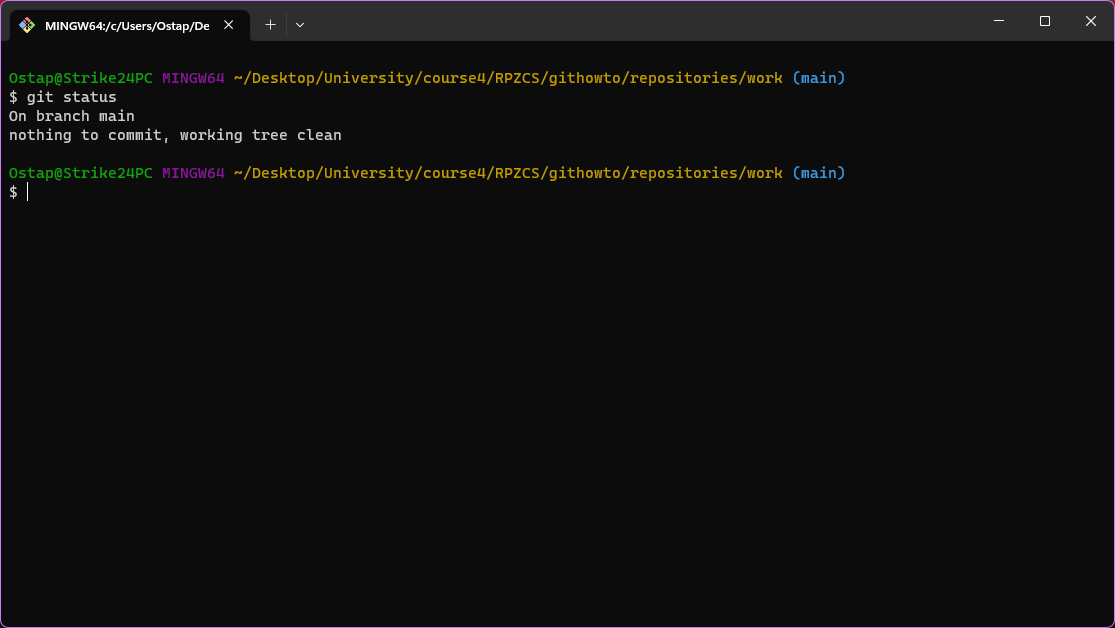 MINGW64:/c/Users/Ostap/De
Ostap@Strike24PC MINGW64 ~/Desktop/University/course4/RPZCS/githowto/repositories/work (main)
$ git status
On branch main
nothing to commit, working tree clean
Ostap@Strike24PC MINGW64 ~/Desktop/University/course4/RPZCS/githowto/repositories/work (main)
$